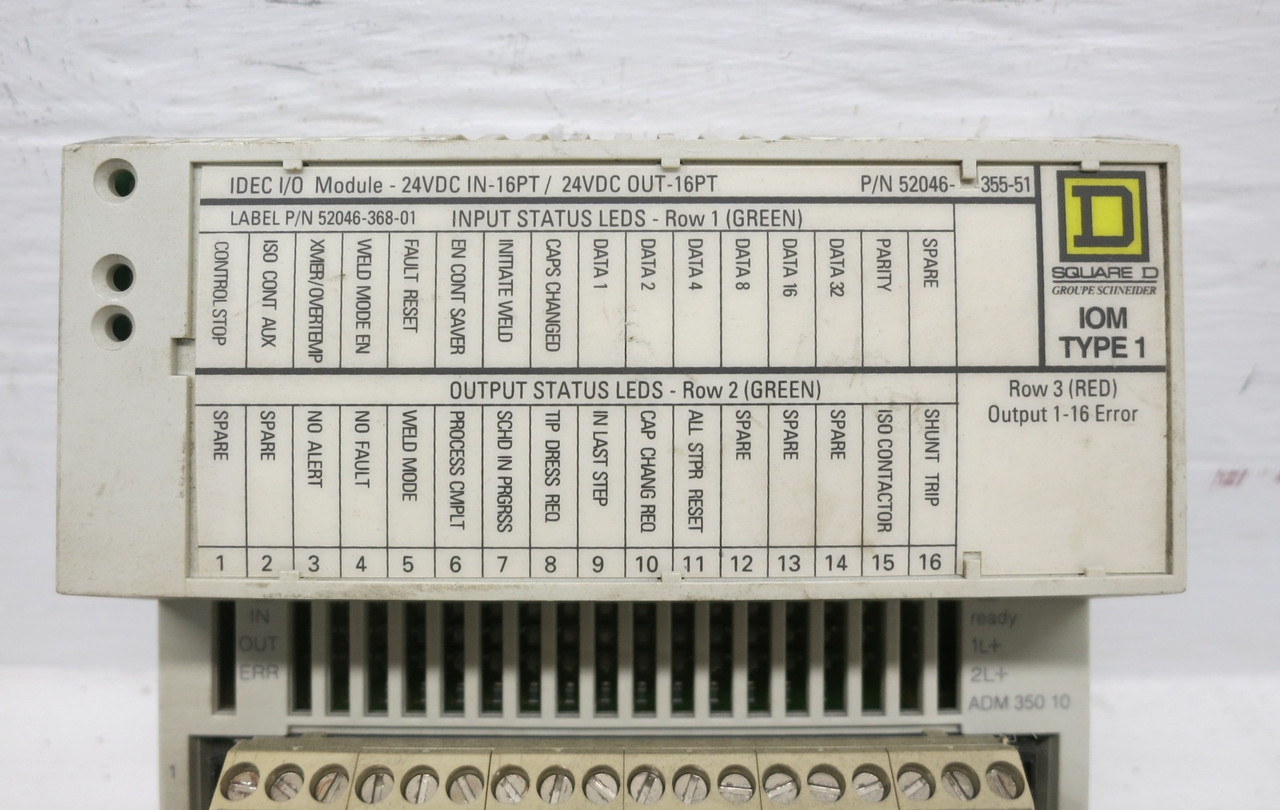 IDEC I/O Module - 24VDC IN-16PT / 24VDC OUT-16PT P/N 52046- 355-51
LABEL P/N 52046-368-01 INPUT STATUS LEDS - Row 1 (GREEN)
CONTROL STOP
ISO CONT AUX
XMER/OVERTEMP
WELD MODE EN
FAULT RESET
EN CONT SAVER
INITIATE WELD
CAPS CHANGED
DATA 1
DATA 2
DATA 4
DATA 8
DATA 16
DATA 32
PARITY
SPARE
D
SQUARE D
GROUPE SCHNEIDER
IOM
TYPE 1
OUTPUT STATUS LEDS - Row 2 (GREEN)
SPARE
SPARE
NO ALERT
NO FAULT
WELD MODE
PROCESS CMPLT
SCHD IN PRGRSS
TIP DRESS REQ
IN LAST STEP
CAP CHANG REQ
ALL STPR RESET
SPARE
SPARE
SPARE
ISO CONTACTOR
SHUNT TRIP
Row 3 (RED)
Output 1-16 Error
1 2 3 4 5 6 7 8 9 10 11 12 13 14 15 16
IN
OUT
ERR
ready
1L+
2L+
ADM 350 10
1